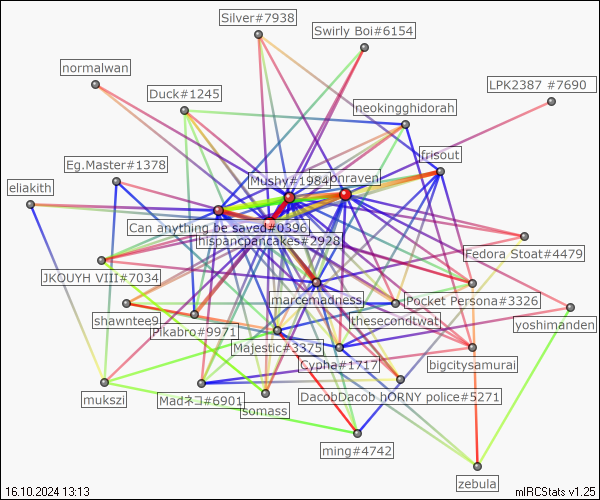 Silver#7938
Swirly Boi#6154
normalwan
LPK2387 #7690
Duck#1245
neokingghidorah
frisout
Eg.Master#1378
Mushy#1984
onraven
eliakith
Can anything be saved#0396
hispancpancakes#2928
Fedora Stoat#4479
JKOUYH VIII#7034
marcemadness
Pocket Persona#3326
shawntee9
thesecondtwat
yoshimanden
Pikabro#9971
Majestic#3375
Cypha#1717
bigcitysamurai
mukszi
Madネコ#6901
DacobDacob hORNY police#5271
somass
ming#4742
zebula
16.10.2024 13:13
mIRCStats v1.25